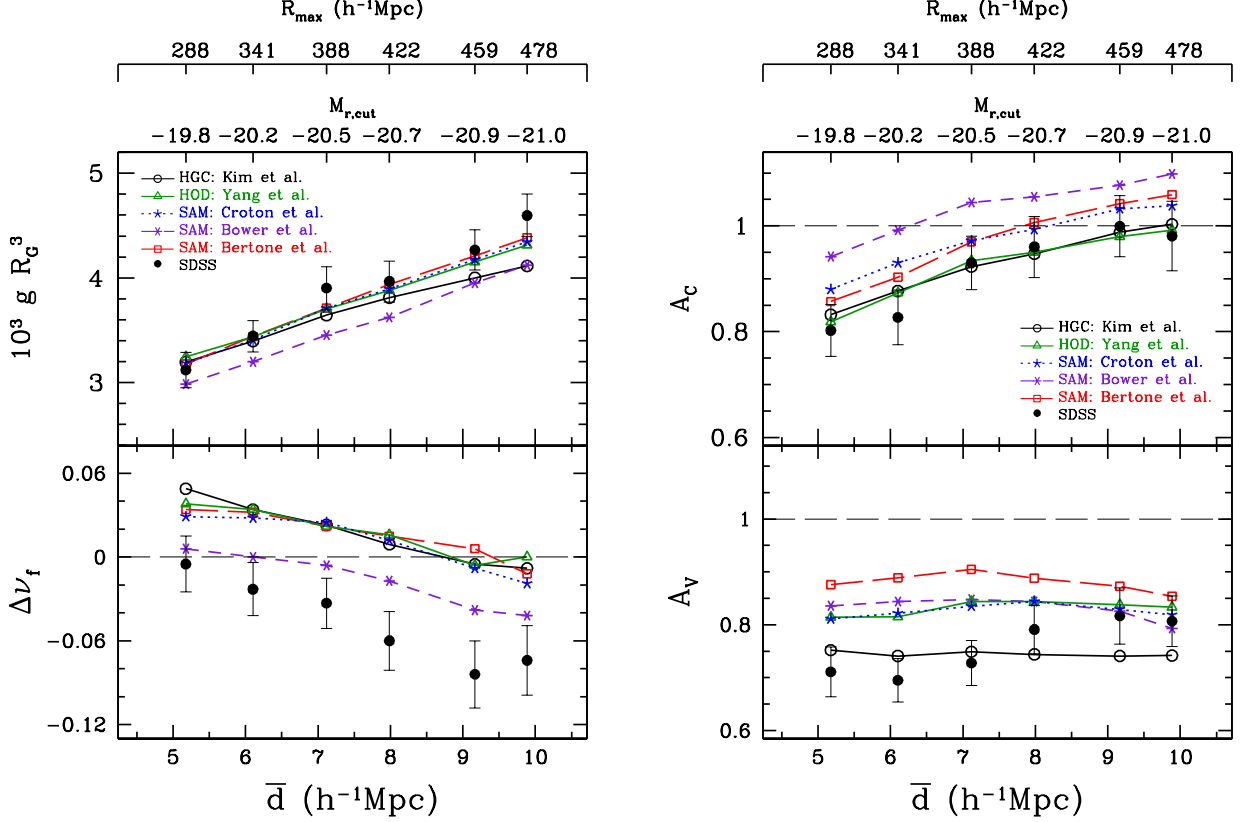 R_max (h⁻¹Mpc)
288 341 388 422 459 478
M_r,cut
−19.8 −20.2 −20.5 −20.7 −20.9 −21.0
5
4
3
10³ g R_G³
HGC: Kim et al.
HOD: Yang et al.
SAM: Croton et al.
SAM: Bower et al.
SAM: Bertone et al.
SDSS
0.06
0
−0.06
−0.12
Δν_f
5 6 7 8 9 10
d̅ (h⁻¹Mpc)
R_max (h⁻¹Mpc)
288 341 388 422 459 478
M_r,cut
−19.8 −20.2 −20.5 −20.7 −20.9 −21.0
1
0.8
0.6
A_C
HGC: Kim et al.
HOD: Yang et al.
SAM: Croton et al.
SAM: Bower et al.
SAM: Bertone et al.
SDSS
1
0.8
0.6
A_V
5 6 7 8 9 10
d̅ (h⁻¹Mpc)